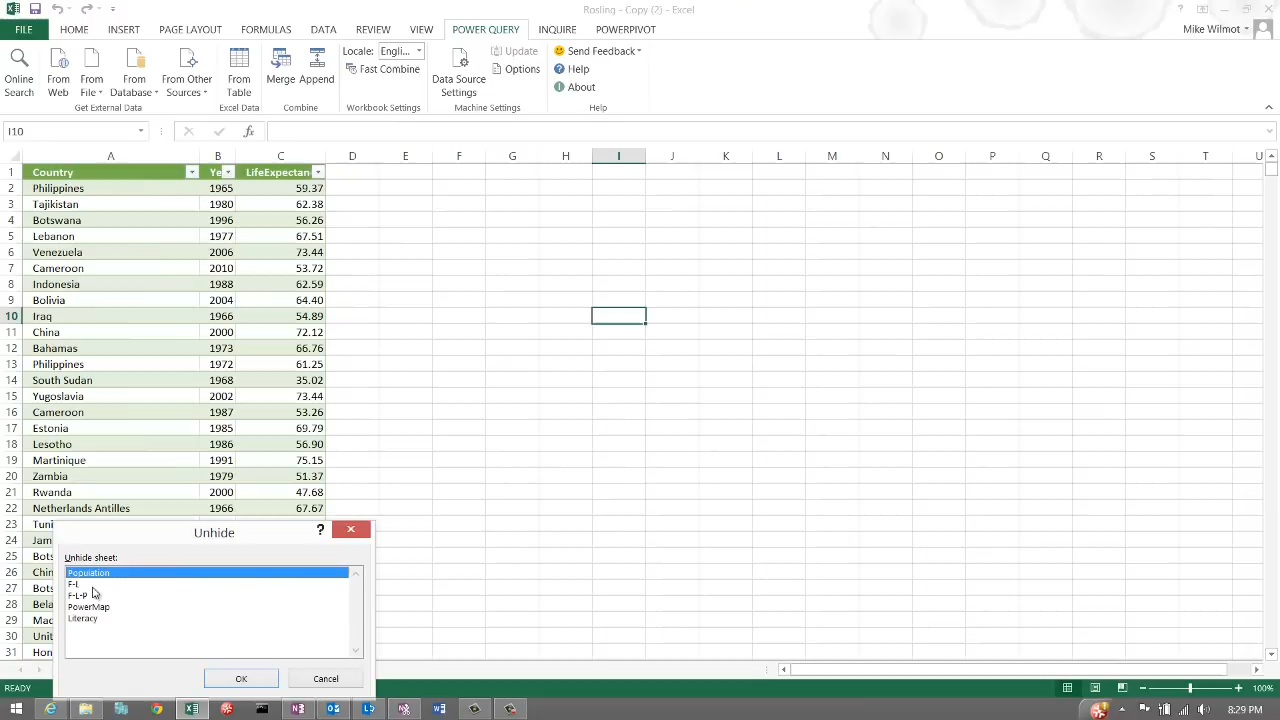 Rosling - Copy (2) - Excel
FILE HOME INSERT PAGE LAYOUT FORMULAS DATA REVIEW VIEW POWER QUERY INQUIRE POWERPIVOT Mike Wilmot
Online Search
From Web
From File
From Database
From Other Sources
Get External Data
From Table
Excel Data
Merge
Append
Combine
Locale: Engli...
Fast Combine
Workbook Settings
Data Source Settings
Update
Options
Machine Settings
Send Feedback
Help
About
Help
I10 fx
A B C D E F G H I J K L M N O P Q R S T U
1 Country Ye LifeExpectan
2 Philippines 1965 59.37
3 Tajikistan 1980 62.38
4 Botswana 1996 56.26
5 Lebanon 1977 67.51
6 Venezuela 2006 73.44
7 Cameroon 2010 53.72
8 Indonesia 1988 62.59
9 Bolivia 2004 64.40
10 Iraq 1966 54.89
11 China 2000 72.12
12 Bahamas 1973 66.76
13 Philippines 1972 61.25
14 South Sudan 1968 35.02
15 Yugoslavia 2002 73.44
16 Cameroon 1987 53.26
17 Estonia 1985 69.79
18 Lesotho 1986 56.90
19 Martinique 1991 75.15
20 Zambia 1979 51.37
21 Rwanda 2000 47.68
22 Netherlands Antilles 1966 67.67
23 Tuni
24 Jam
25 Bots
26 Chin
27 Bots
28 Bela
29 Mac
30 Unit
31 Hon
Unhide
?
Unhide sheet:
Population
F-L
F-L-P
PowerMap
Literacy
OK Cancel
READY 100%
8:29 PM